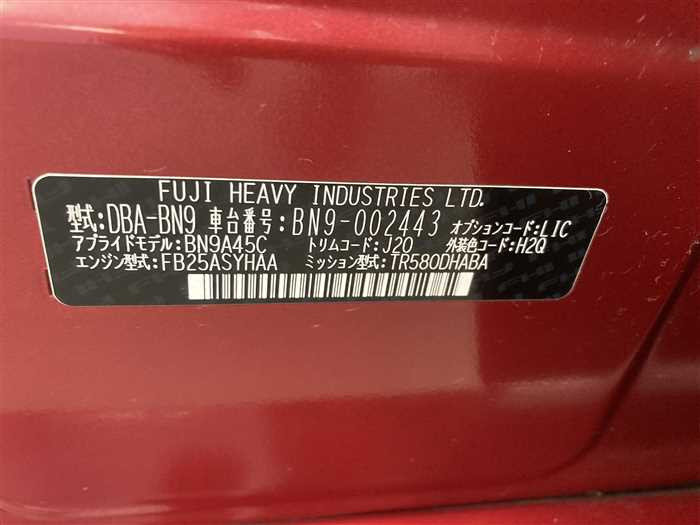 FUJI HEAVY INDUSTRIES LTD.
型式:DBA-BN9 車台番号:BN9-002443 オプションコード:LIC
アプライドモデル:BN9A45C トリムコード:J20 外装色コード:H2Q
エンジン型式:FB25ASYHAA ミッション型式:TR580DHABA